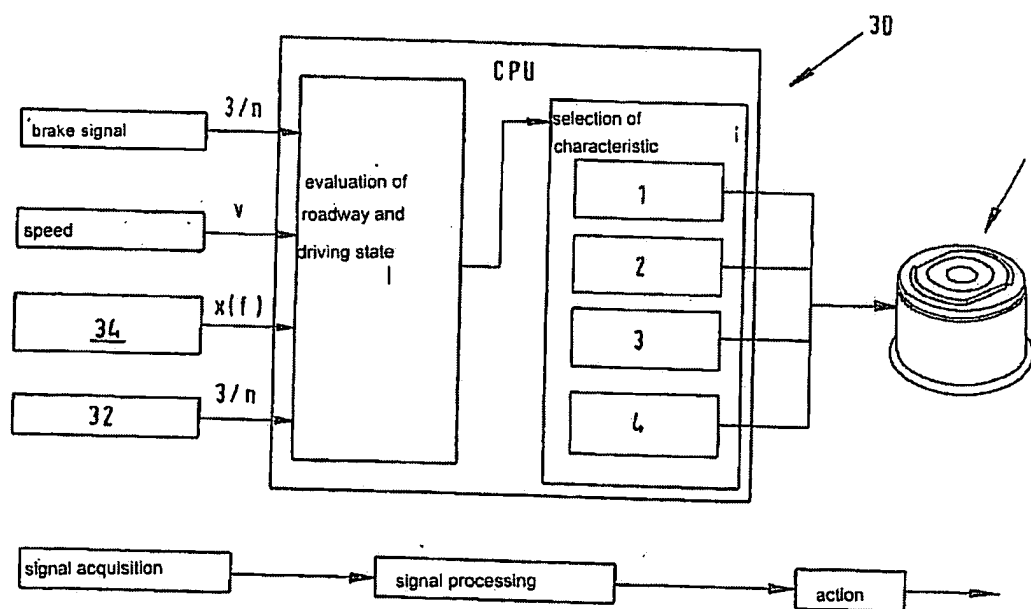 30
CPU
brake signal
3/n
speed
v
34
x(f)
32
3/n
evaluation of
roadway and
driving state
selection of
characteristic
i
1
2
3
4
signal acquisition
signal processing
action